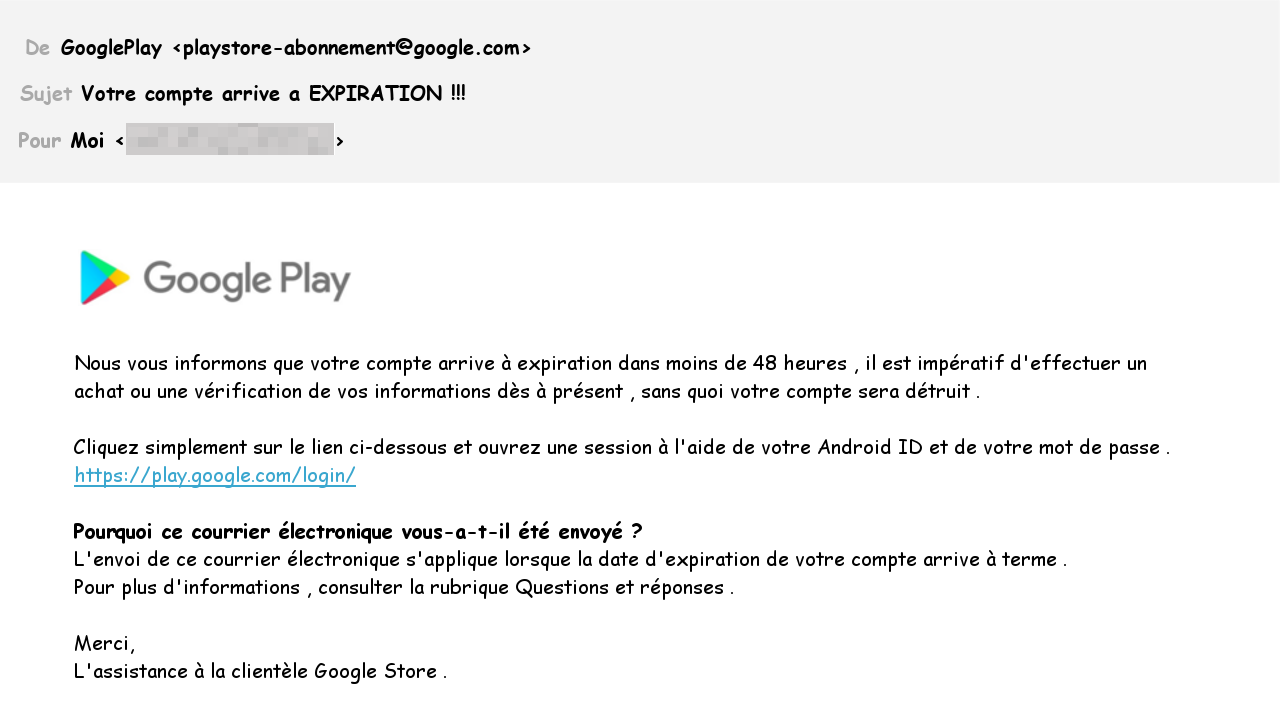 De GooglePlay <playstore-abonnement@google.com>
Sujet Votre compte arrive a EXPIRATION !!!
Pour Moi < >
Google Play
Nous vous informons que votre compte arrive à expiration dans moins de 48 heures , il est impératif d'effectuer un
achat ou une vérification de vos informations dès à présent , sans quoi votre compte sera détruit .
Cliquez simplement sur le lien ci-dessous et ouvrez une session à l'aide de votre Android ID et de votre mot de passe .
https://play.google.com/login/
Pourquoi ce courrier électronique vous-a-t-il été envoyé ?
L'envoi de ce courrier électronique s'applique lorsque la date d'expiration de votre compte arrive à terme .
Pour plus d'informations , consulter la rubrique Questions et réponses .
Merci,
L'assistance à la clientèle Google Store .